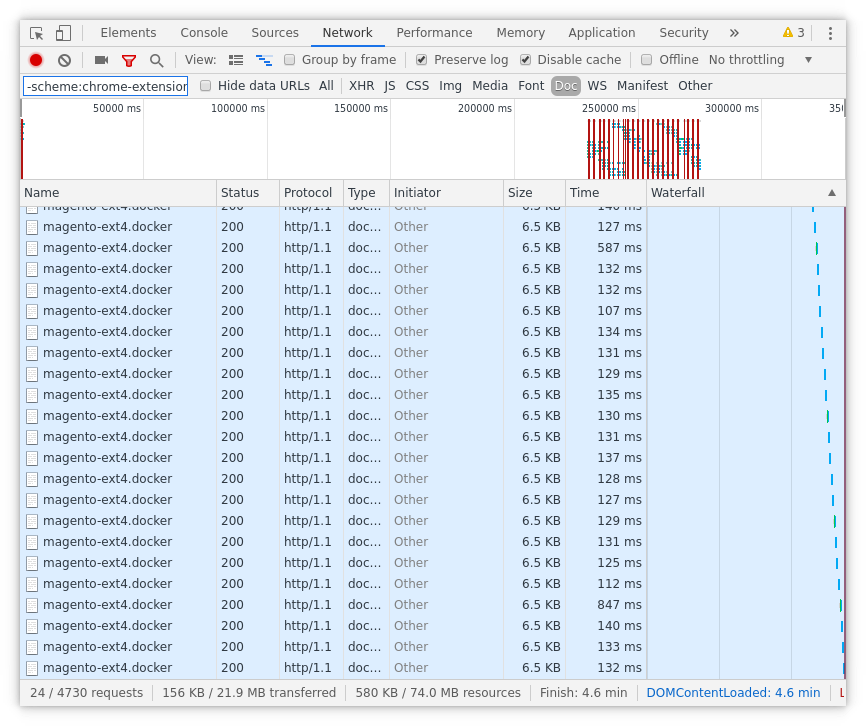 Elements Console Sources Network Performance Memory Application Security » 3
View: Group by frame Preserve log Disable cache Offline No throttling
-scheme:chrome-extension Hide data URLs All XHR JS CSS Img Media Font Doc WS Manifest Other
50000 ms 100000 ms 150000 ms 200000 ms 250000 ms 300000 ms 350
Name Status Protocol Type Initiator Size Time Waterfall
magento-ext4.docker 200 http/1.1 doc… Other 6.5 KB 140 ms
magento-ext4.docker 200 http/1.1 doc… Other 6.5 KB 127 ms
magento-ext4.docker 200 http/1.1 doc… Other 6.5 KB 587 ms
magento-ext4.docker 200 http/1.1 doc… Other 6.5 KB 132 ms
magento-ext4.docker 200 http/1.1 doc… Other 6.5 KB 132 ms
magento-ext4.docker 200 http/1.1 doc… Other 6.5 KB 107 ms
magento-ext4.docker 200 http/1.1 doc… Other 6.5 KB 134 ms
magento-ext4.docker 200 http/1.1 doc… Other 6.5 KB 131 ms
magento-ext4.docker 200 http/1.1 doc… Other 6.5 KB 129 ms
magento-ext4.docker 200 http/1.1 doc… Other 6.5 KB 135 ms
magento-ext4.docker 200 http/1.1 doc… Other 6.5 KB 130 ms
magento-ext4.docker 200 http/1.1 doc… Other 6.5 KB 131 ms
magento-ext4.docker 200 http/1.1 doc… Other 6.5 KB 137 ms
magento-ext4.docker 200 http/1.1 doc… Other 6.5 KB 128 ms
magento-ext4.docker 200 http/1.1 doc… Other 6.5 KB 127 ms
magento-ext4.docker 200 http/1.1 doc… Other 6.5 KB 129 ms
magento-ext4.docker 200 http/1.1 doc… Other 6.5 KB 131 ms
magento-ext4.docker 200 http/1.1 doc… Other 6.5 KB 125 ms
magento-ext4.docker 200 http/1.1 doc… Other 6.5 KB 112 ms
magento-ext4.docker 200 http/1.1 doc… Other 6.5 KB 847 ms
magento-ext4.docker 200 http/1.1 doc… Other 6.5 KB 140 ms
magento-ext4.docker 200 http/1.1 doc… Other 6.5 KB 133 ms
magento-ext4.docker 200 http/1.1 doc… Other 6.5 KB 132 ms
24 / 4730 requests 156 KB / 21.9 MB transferred 580 KB / 74.0 MB resources Finish: 4.6 min DOMContentLoaded: 4.6 min L